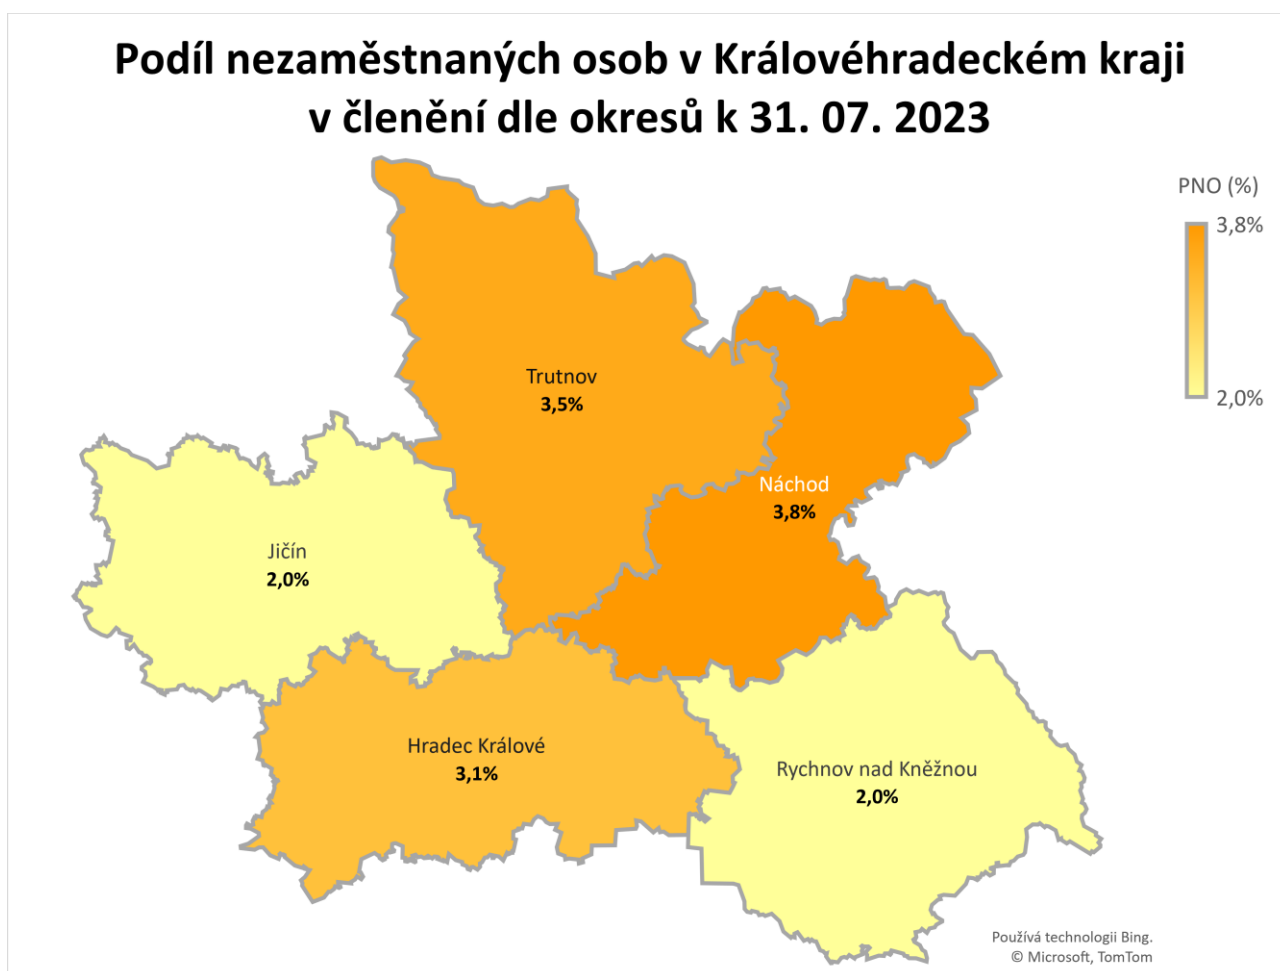 Podíl nezaměstnaných osob v Královéhradeckém kraji
v členění dle okresů k 31. 07. 2023
PNO (%)
3,8%
2,0%
Trutnov
3,5%
Náchod
3,8%
Jičín
2,0%
Hradec Králové
3,1%
Rychnov nad Kněžnou
2,0%
Používá technologii Bing.
© Microsoft, TomTom